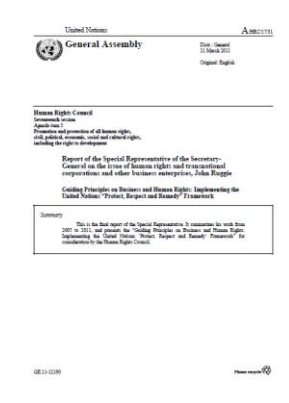 United Nations
A/HRC/17/31
General Assembly
Distr.: General
21 March 2011
Original: English
Human Rights Council
Seventeenth session
Agenda item 3
Promotion and protection of all human rights,
civil, political, economic, social and cultural rights,
including the right to development
Report of the Special Representative of the Secretary-
General on the issue of human rights and transnational
corporations and other business enterprises, John Ruggie
Guiding Principles on Business and Human Rights: Implementing the
United Nations “Protect, Respect and Remedy” Framework
Summary
This is the final report of the Special Representative. It summarizes his work from
2005 to 2011, and presents the “Guiding Principles on Business and Human Rights:
Implementing the United Nations ‘Protect, Respect and Remedy’ Framework” for
consideration by the Human Rights Council.
GE.11-12190
Please recycle